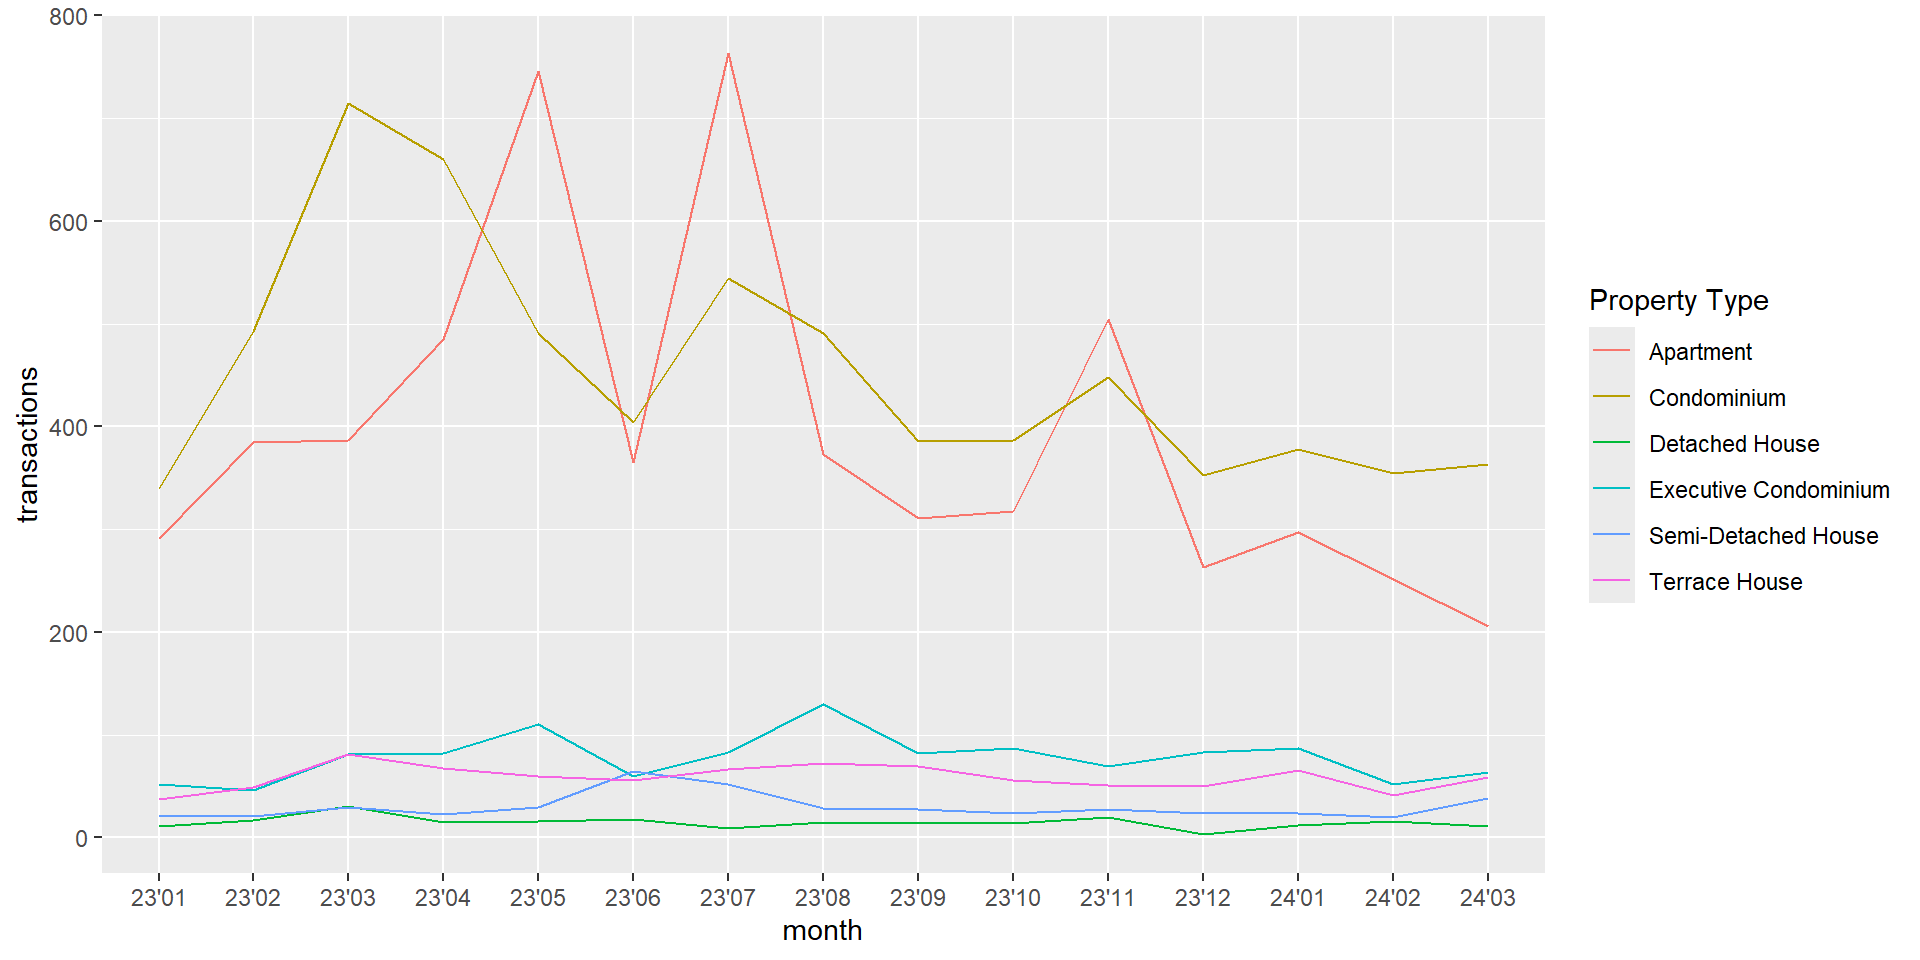 800
600
400
200
0
transactions
23'01 23'02 23'03 23'04 23'05 23'06 23'07 23'08 23'09 23'10 23'11 23'12 24'01 24'02 24'03
month
Property Type
Apartment
Condominium
Detached House
Executive Condominium
Semi-Detached House
Terrace House